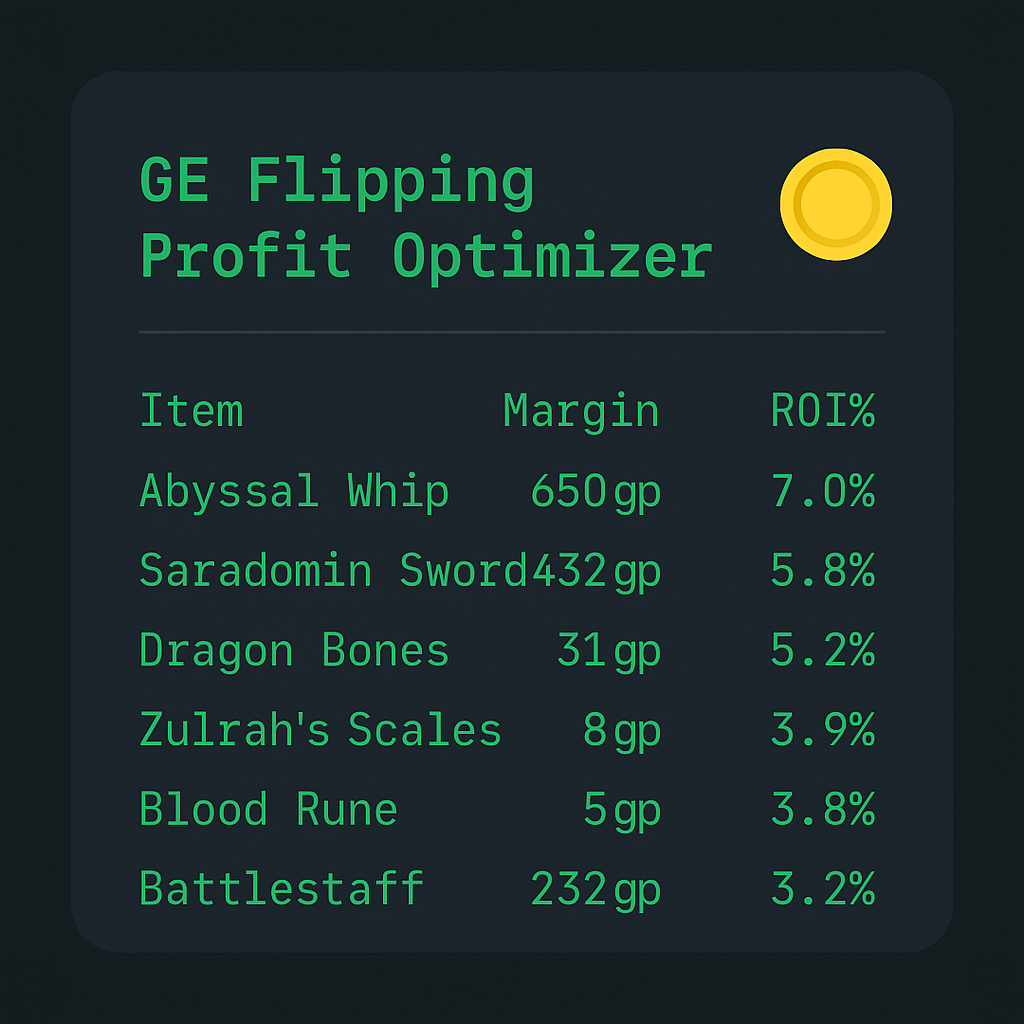 GE Flipping
Profit Optimizer
Item Margin ROI%
Abyssal Whip 650gp 7.0%
Saradomin Sword 432gp 5.8%
Dragon Bones 31gp 5.2%
Zulrah's Scales 8gp 3.9%
Blood Rune 5gp 3.8%
Battlestaff 232gp 3.2%